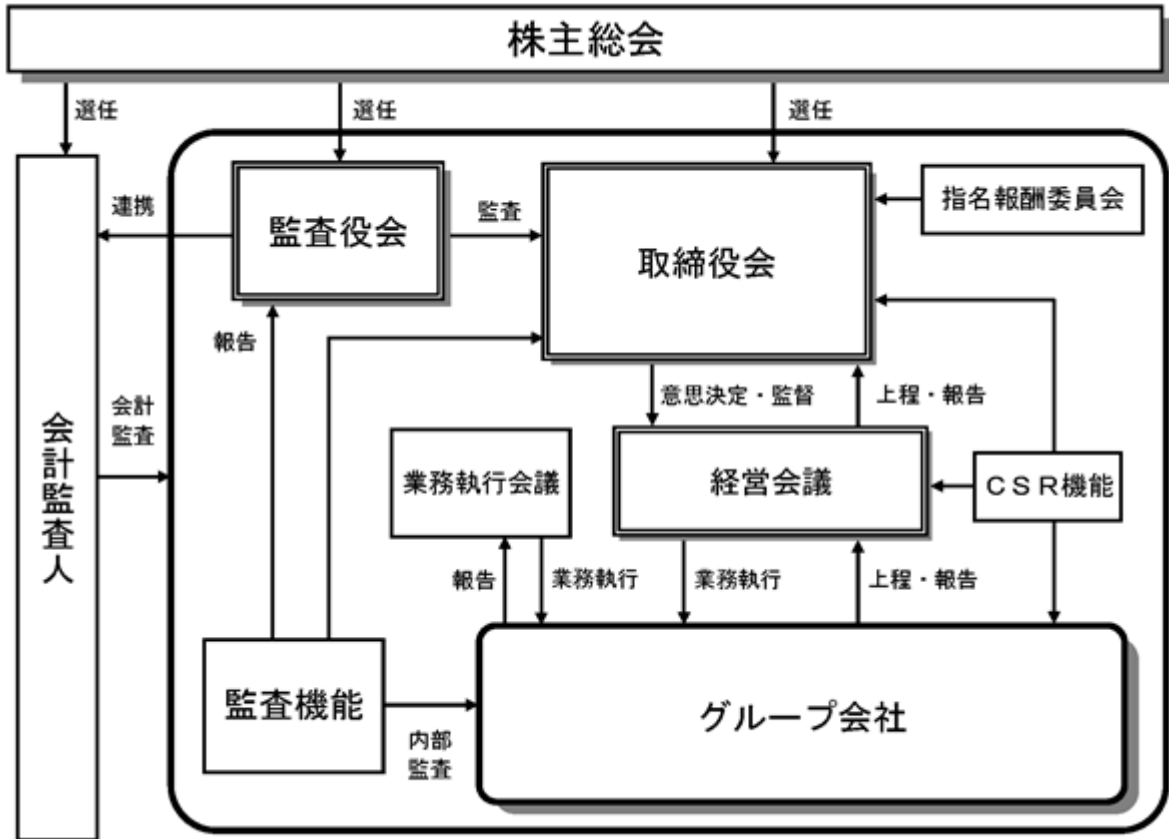 株主総会
選任
選任
選任
連携
監査役会
監査
取締役会
指名報酬委員会
報告
会計
監査
意思決定・監督
上程・報告
会計監査人
業務執行会議
経営会議
ＣＳＲ機能
報告
業務執行
業務執行
上程・報告
監査機能
内部
監査
グループ会社